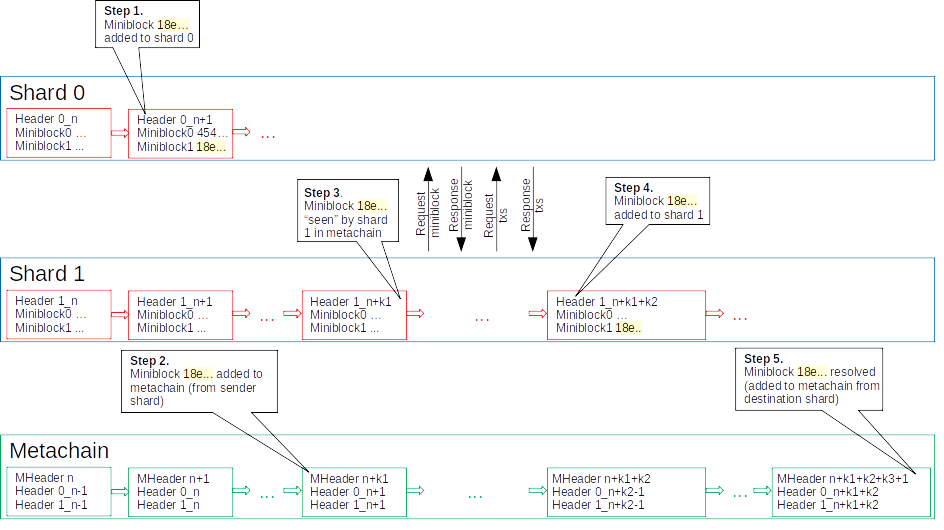 Step 1.
Miniblock 18e...
added to shard 0
Shard 0
Header 0_n
Miniblock0 ...
Miniblock1 ...
Header 0_n+1
Miniblock0 454...
Miniblock1 18e...
...
Step 3.
Miniblock 18e...
“seen” by shard
1 in metachain
Request
miniblock
Response
miniblock
Request
txs
Response
txs
Step 4.
Miniblock 18e...
added to shard 1
Shard 1
Header 1_n
Miniblock0 ...
Miniblock1 ...
Header 1_n+1
Miniblock0 ...
Miniblock1 ...
...
Header 1_n+k1
Miniblock0 ...
Miniblock1 ...
...
Header 1_n+k1+k2
Miniblock0 ...
Miniblock1 18e..
...
Step 2.
Miniblock 18e... added to
metachain (from sender
shard)
Step 5.
Miniblock 18e... resolved
(added to metachain from
destination shard)
Metachain
MHeader n
Header 0_n-1
Header 1_n-1
MHeader n+1
Header 0_n
Header 1_n
...
MHeader n+k1
Header 0_n+1
Header 1_n+1
...
MHeader n+k1+k2
Header 0_n+k2-1
Header 1_n+k2-1
...
MHeader n+k1+k2+k3+1
Header 0_n+k1+k2
Header 1_n+k1+k2